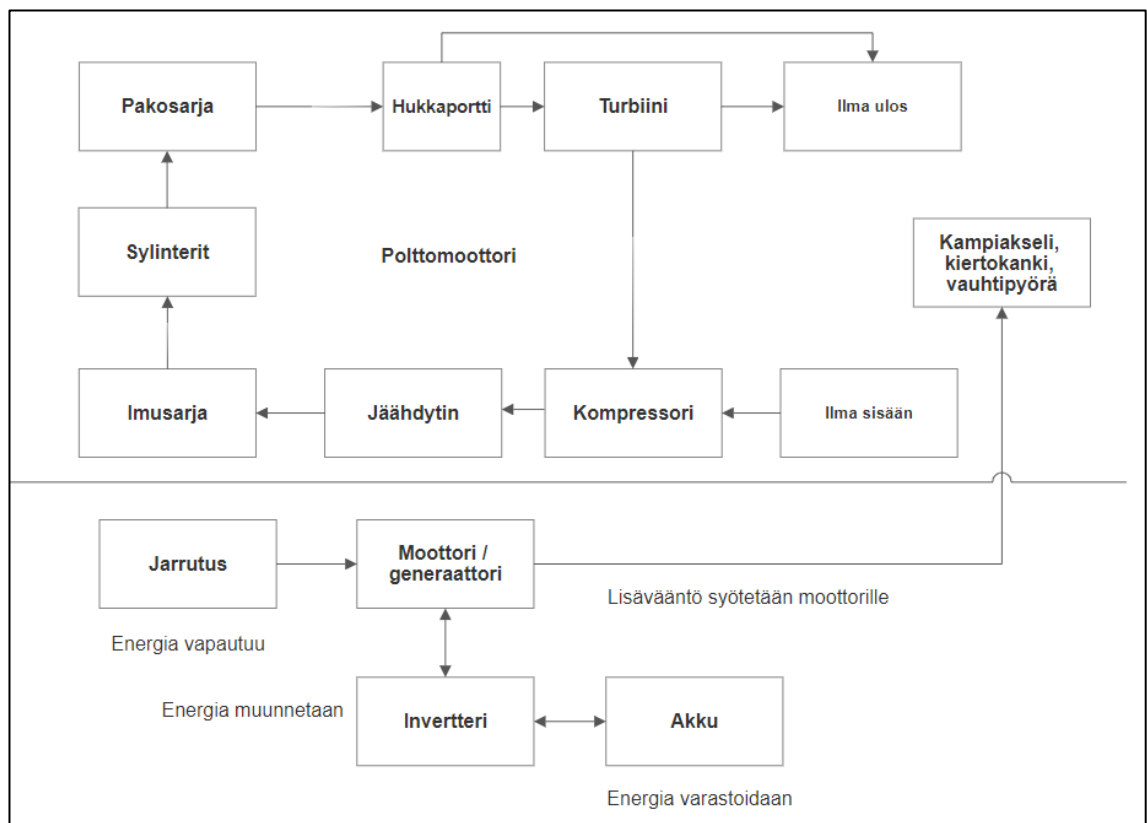 Pakosarja
Hukkaportti
Turbiini
Ilma ulos
Sylinterit
Polttomoottori
Kampiakseli,
kiertokanki,
vauhtipyörä
Imusarja
Jäähdytin
Kompressori
Ilma sisään
Jarrutus
Moottori /
generaattori
Lisävääntö syötetään moottorille
Energia vapautuu
Energia muunnetaan
Invertteri
Akku
Energia varastoidaan